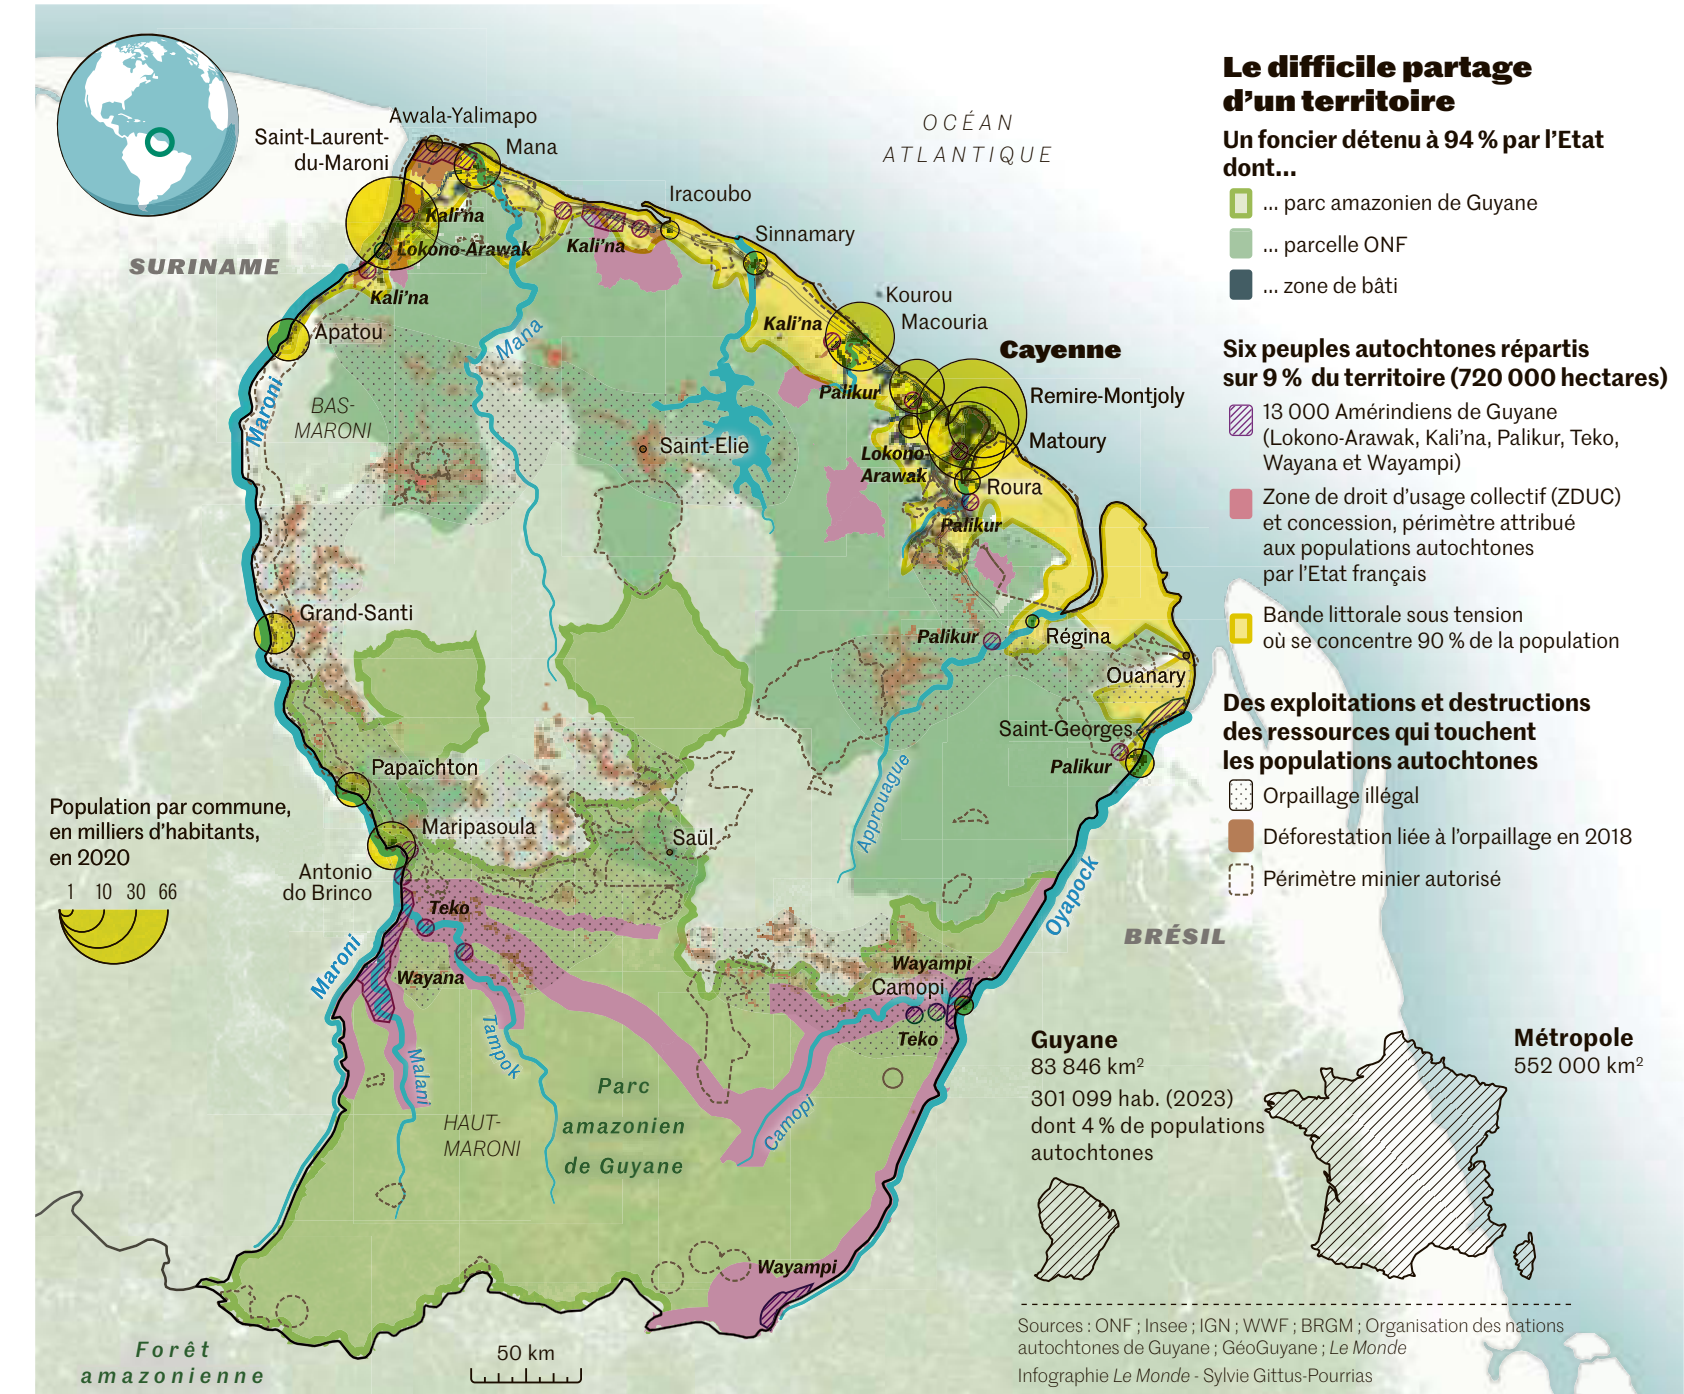 Le difficile partage
d’un territoire
Un foncier détenu à 94 % par l’Etat
dont...
... parc amazonien de Guyane
... parcelle ONF
... zone de bâti
Six peuples autochtones répartis
sur 9 % du territoire (720 000 hectares)
13 000 Amérindiens de Guyane
(Lokono-Arawak, Kali’na, Palikur, Teko,
Wayana et Wayampi)
Zone de droit d’usage collectif (ZDUC)
et concession, périmètre attribué
aux populations autochtones
par l’Etat français
Bande littorale sous tension
où se concentre 90 % de la population
Des exploitations et destructions
des ressources qui touchent
les populations autochtones
Orpaillage illégal
Déforestation liée à l’orpaillage en 2018
Périmètre minier autorisé
OCÉAN
ATLANTIQUE
Awala-Yalimapo
Saint-Laurent-
du-Maroni
Mana
Iracoubo
Kali’na
Lokono-Arawak
Kali’na
Sinnamary
SURINAME
Kali’na
Apatou
Mana
Kourou
Kali’na
Macouria
Cayenne
Palikur
Remire-Montjoly
Maroni
BAS-
MARONI
Saint-Elie
Matoury
Lokono-
Arawak
Roura
Palikur
Grand-Santi
Palikur
Régina
Ouanary
Saint-Georges
Palikur
Papaïchton
Approuague
Maripasoula
Saül
Population par commune,
en milliers d’habitants,
en 2020
1 10 30 66
Antonio
do Brinco
Teko
Oyapock
BRÉSIL
Maroni
Wayana
Wayampi
Camopi
Teko
Tampok
Malani
Camopi
Parc
amazonien
de Guyane
HAUT-
MARONI
Wayampi
Forêt
amazonienne
50 km
Guyane
83 846 km²
301 099 hab. (2023)
dont 4 % de populations
autochtones
Métropole
552 000 km²
Sources : ONF ; Insee ; IGN ; WWF ; BRGM ; Organisation des nations
autochtones de Guyane ; GéoGuyane ; Le Monde
Infographie Le Monde - Sylvie Gittus-Pourrias